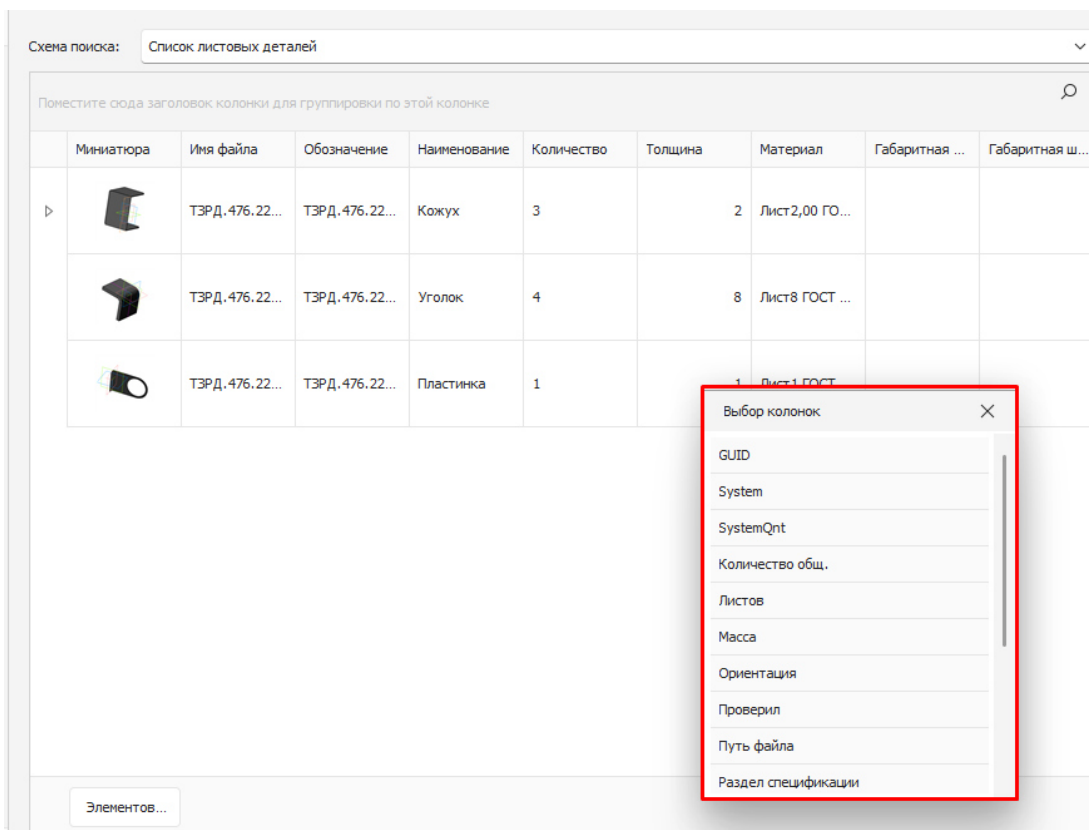 Схема поиска: Список листовых деталей
Поместите сюда заголовок колонки для группировки по этой колонке
Миниатюра Имя файла Обозначение Наименование Количество Толщина Материал Габаритная ... Габаритная ш...
ТЗРД.476.22... ТЗРД.476.22... Кожух 3 2 Лист2,00 ГО...
ТЗРД.476.22... ТЗРД.476.22... Уголок 4 8 Лист8 ГОСТ ...
ТЗРД.476.22... ТЗРД.476.22... Пластинка 1 1 Лист1 ГОСТ
Выбор колонок
GUID
System
SystemQnt
Количество общ.
Листов
Масса
Ориентация
Проверил
Путь файла
Раздел спецификации
Элементов...